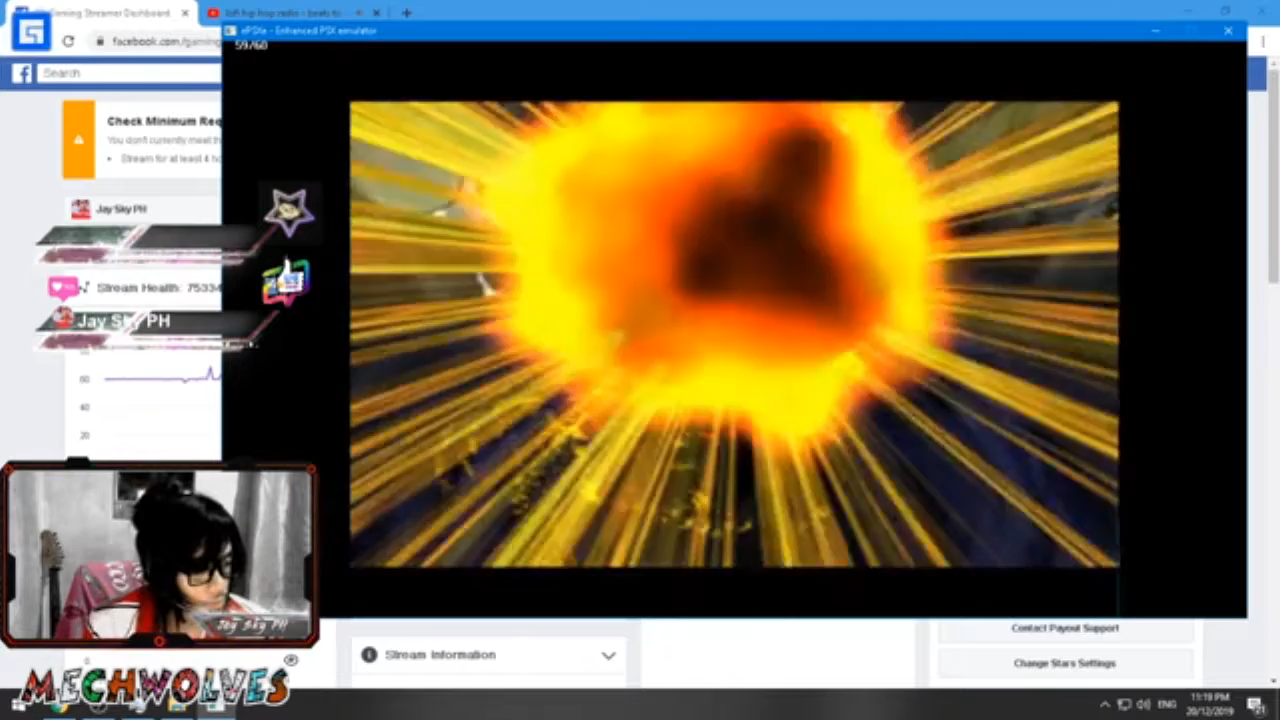 Gaming Streamer Dashboard
lofi hip hop radio - beats to
facebook.com/gaming
ePSXe - Enhanced PSX emulator
59/60
Search
Check Minimum Req
You don't currently meet th
Stream for at least 4 ho
Jay Sky PH
Stream Health: 75334
Jay Sky PH
60
40
20
Jay Sky PH
0
MECHWOLVES
Stream Information
Contact Payout Support
Change Stars Settings
ENG
11:19 PM
20/12/2019